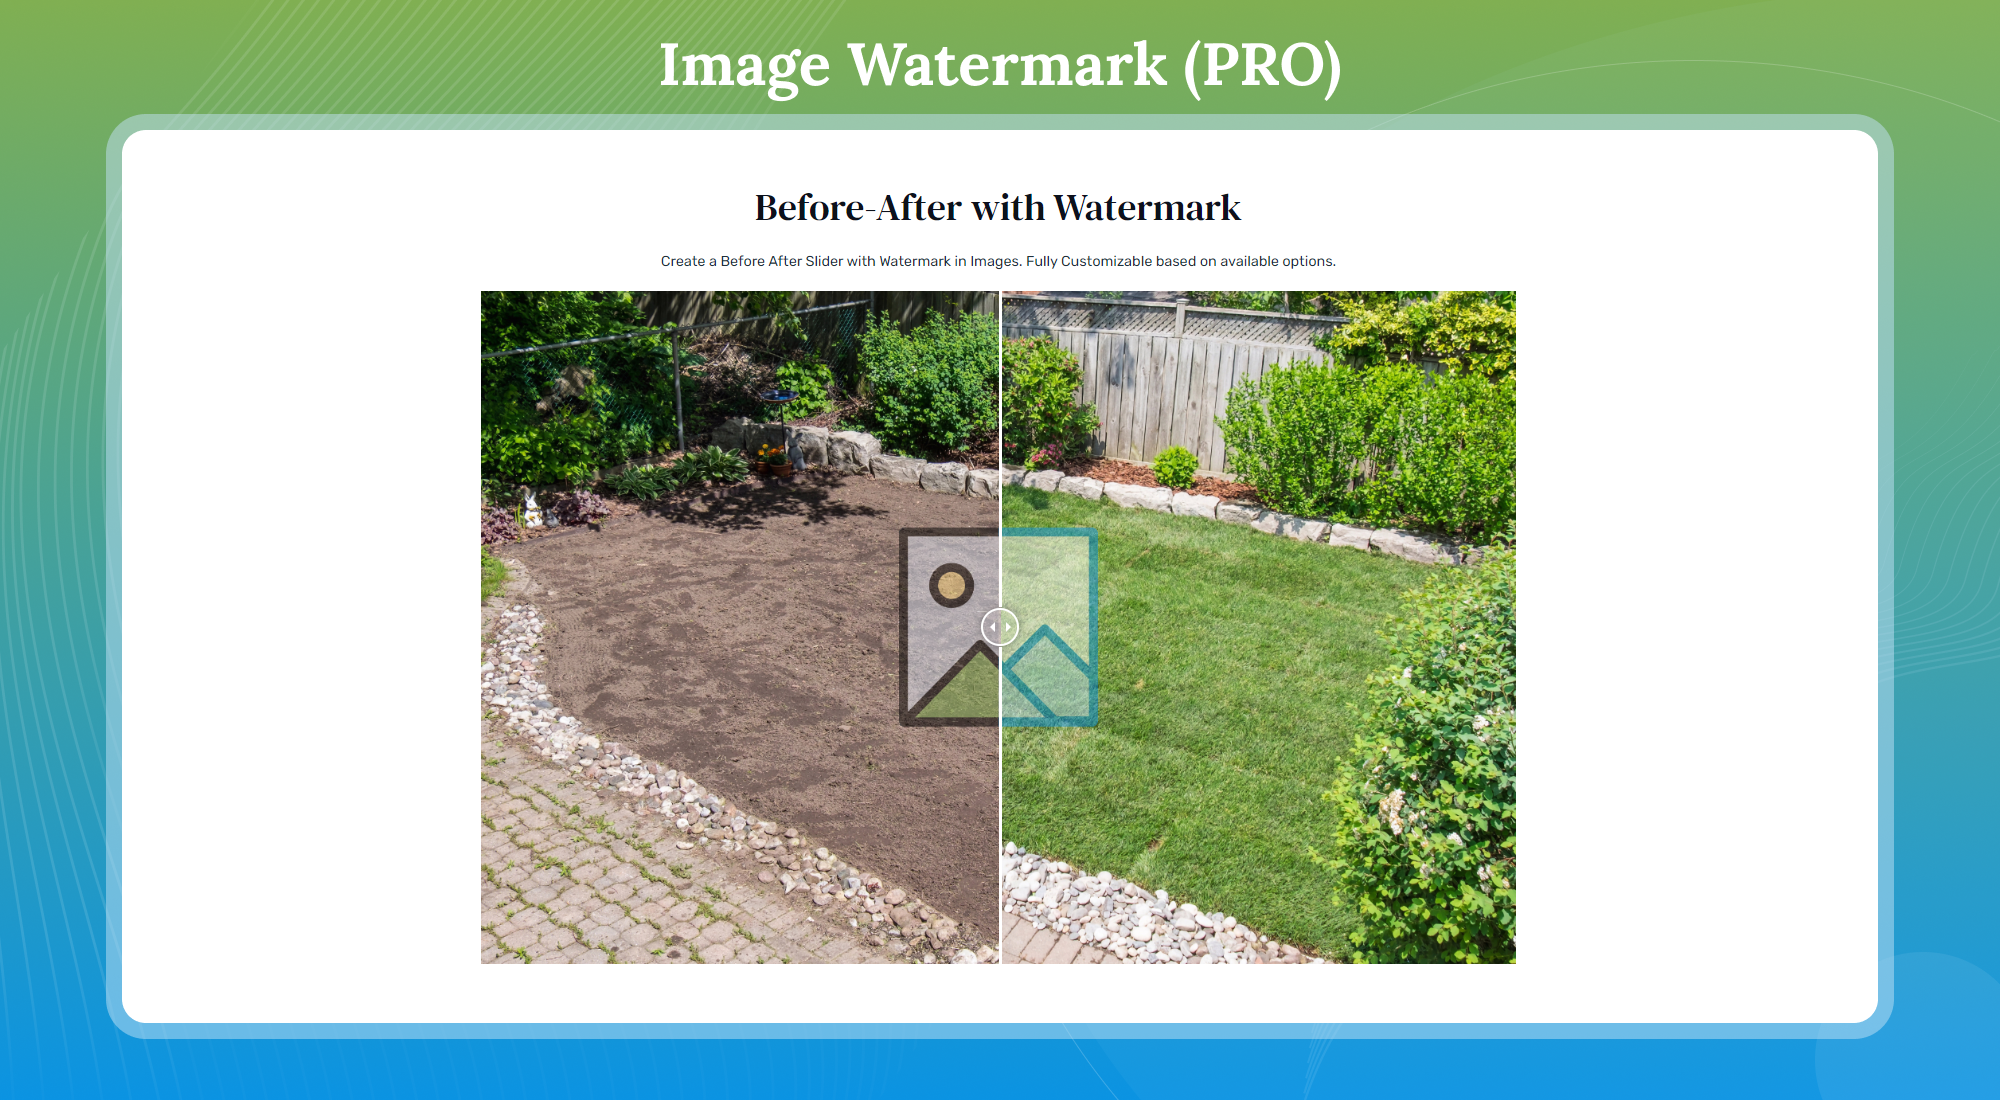 Image Watermark (PRO)
Before-After with Watermark
Create a Before After Slider with Watermark in Images. Fully Customizable based on available options.